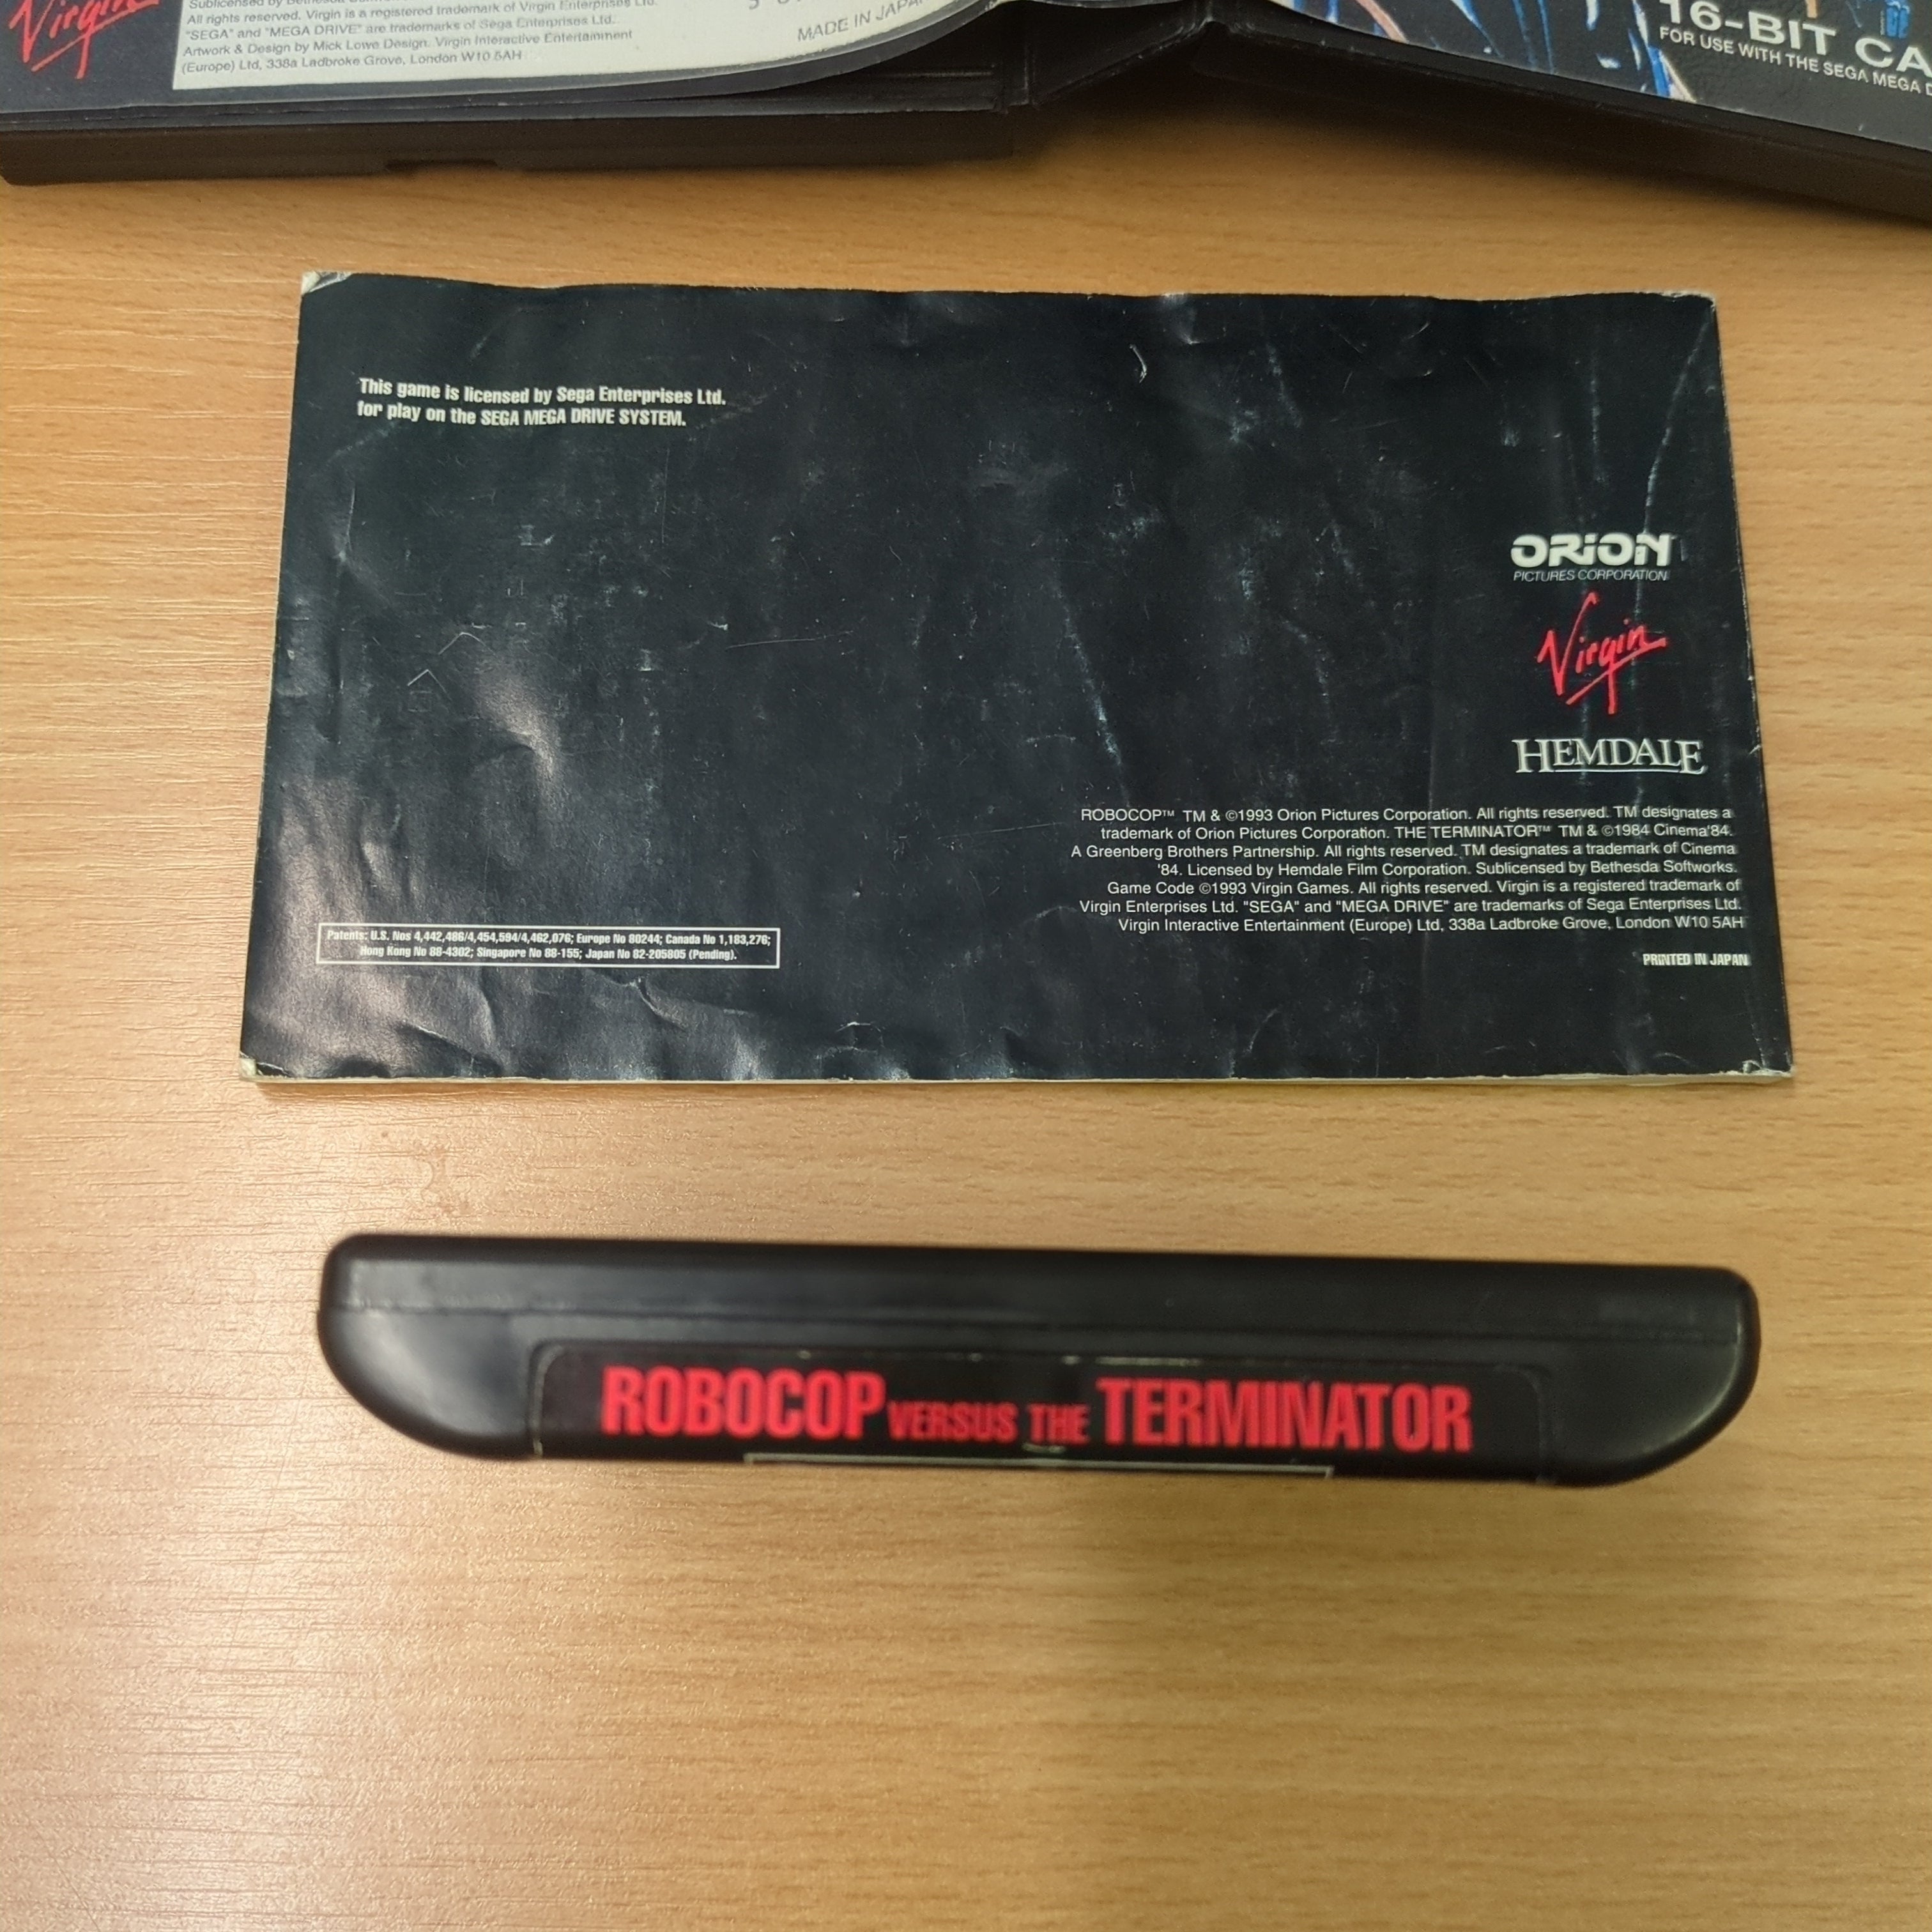 Virgin
All rights reserved. Virgin is a registered trademark of Virgin Enterprises Ltd.
"SEGA" and "MEGA DRIVE" are trademarks of Sega Enterprises Ltd.
Artwork & Design by Mick Lowe Design. Virgin Interactive Entertainment
(Europe) Ltd, 338a Ladbroke Grove, London W10 5AH
MADE IN JAPA
16-BIT CA
FOR USE WITH THE SEGA MEGA D
This game is licensed by Sega Enterprises Ltd.
for play on the SEGA MEGA DRIVE SYSTEM.
ORION
PICTURES CORPORATION
Virgin
HEMDALE
ROBOCOP™ TM & ©1993 Orion Pictures Corporation. All rights reserved. TM designates a
trademark of Orion Pictures Corporation. THE TERMINATOR™ TM & ©1984 Cinema'84.
A Greenberg Brothers Partnership. All rights reserved. TM designates a trademark of Cinema
'84. Licensed by Hemdale Film Corporation. Sublicensed by Bethesda Softworks.
Game Code ©1993 Virgin Games. All rights reserved. Virgin is a registered trademark of
Virgin Enterprises Ltd. "SEGA" and "MEGA DRIVE" are trademarks of Sega Enterprises Ltd.
Virgin Interactive Entertainment (Europe) Ltd, 338a Ladbroke Grove, London W10 5AH
PRINTED IN JAPAN
Patents: U.S. Nos 4,442,486/4,454,594/4,462,076; Europe No 80244; Canada No 1,183,276;
Hong Kong No 88-4302; Singapore No 88-155; Japan No 82-205605 (Pending).
ROBOCOP VERSUS THE TERMINATOR